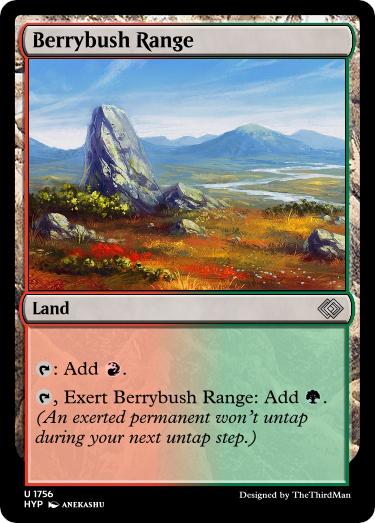 Berrybush Range
Land
: Add .
, Exert Berrybush Range: Add .
(An exerted permanent won't untap
during your next untap step.)
U 1756
HYP ANEKASHU
Designed by TheThirdMan